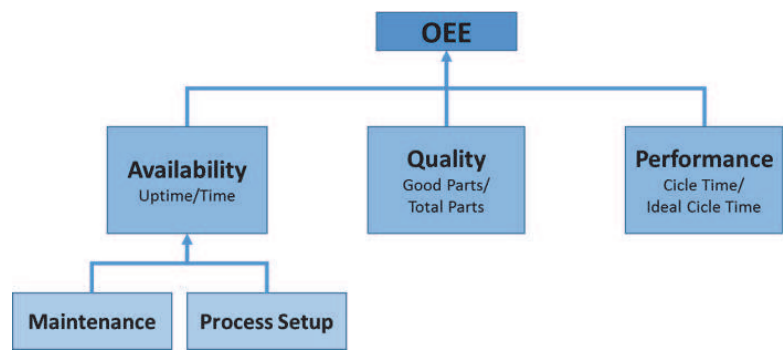 OEE
Availability
Uptime/Time
Quality
Good Parts/
Total Parts
Performance
Cicle Time/
Ideal Cicle Time
Maintenance
Process Setup